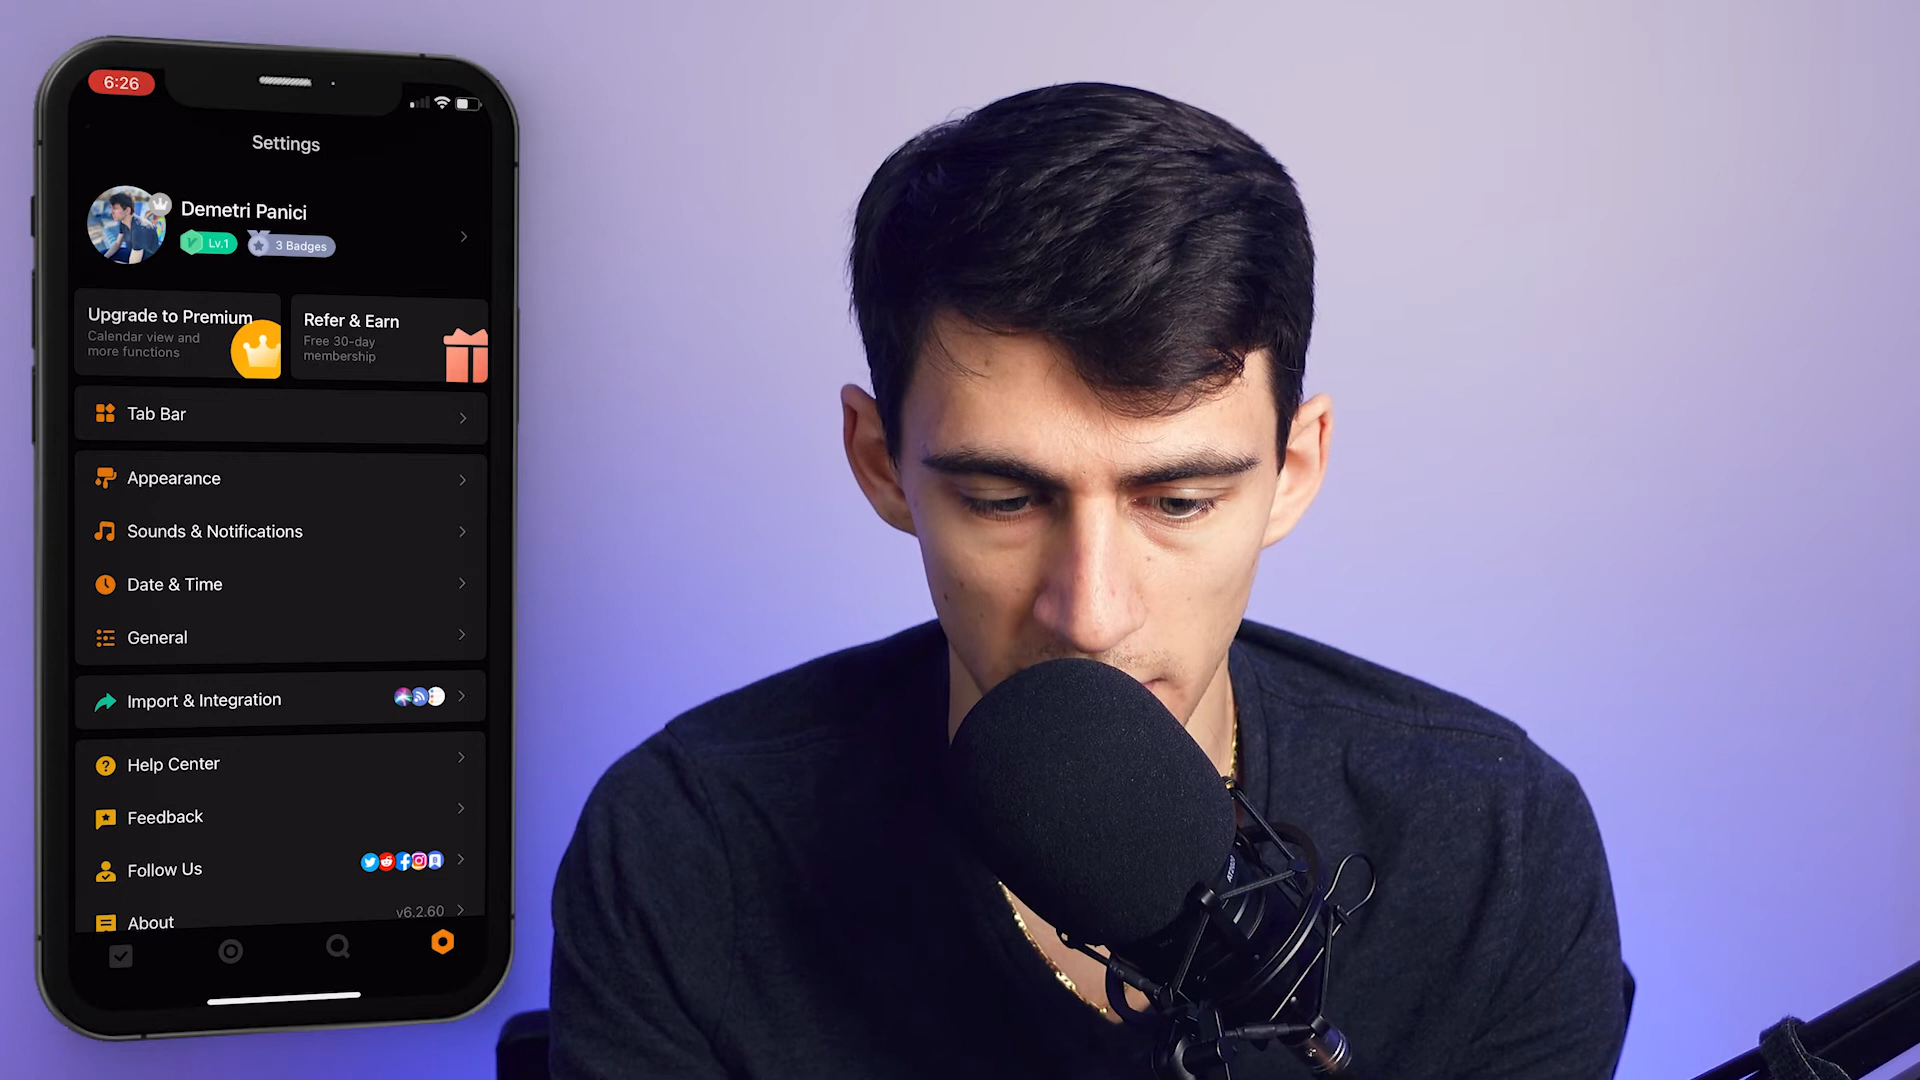 6:26
Settings
Demetri Panici
Lv.1
3 Badges
Upgrade to Premium
Calendar view and
more functions
Refer & Earn
Free 30-day
membership
Tab Bar
Appearance
Sounds & Notifications
Date & Time
General
Import & Integration
Help Center
Feedback
Follow Us
About
v6.2.60
AT2020